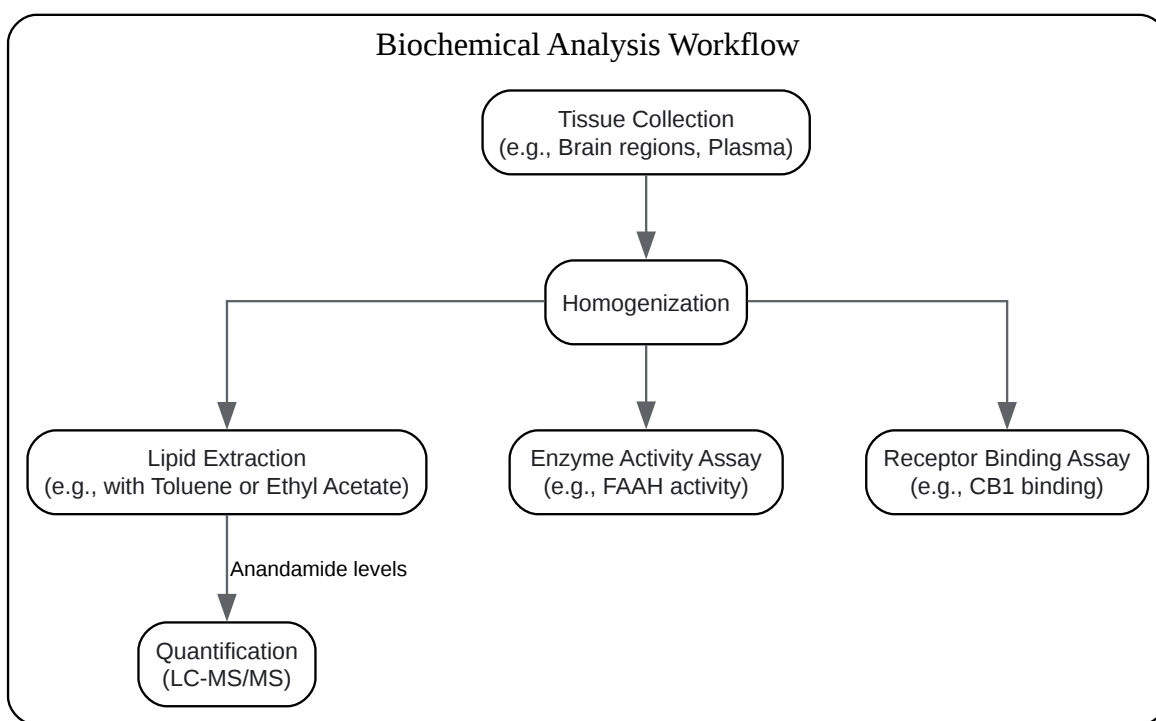 Biochemical Analysis Workflow
Tissue Collection
(e.g., Brain regions, Plasma)
Homogenization
Lipid Extraction
(e.g., with Toluene or Ethyl Acetate)
Enzyme Activity Assay
(e.g., FAAH activity)
Receptor Binding Assay
(e.g., CB1 binding)
Anandamide levels
Quantification
(LC-MS/MS)